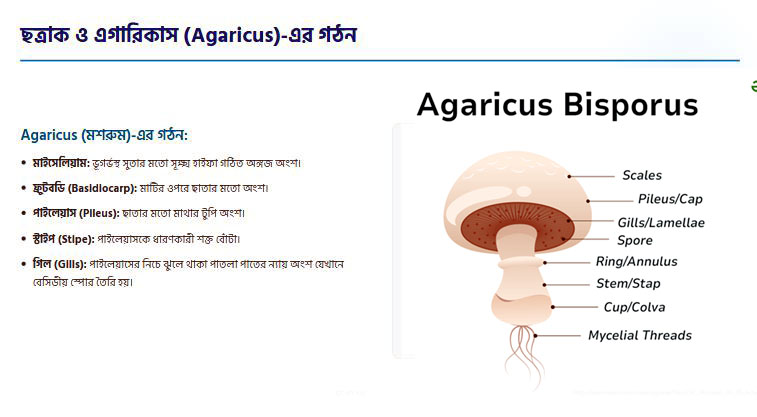 ছত্রাক ও এগারিকাস (Agaricus)-এর গঠন
Agaricus (মশরুম)-এর গঠন:
• মাইসেলিয়াম: ভূগর্ভস্থ সুতার মতো সূক্ষ্ম হাইফা গঠিত অঙ্গজ অংশ।
• ফ্রুটবডি (Basidiocarp): মাটির ওপরে ছাতার মতো অংশ।
• পাইলেয়াস (Pileus): ছাতার মতো মাথার টুপি অংশ।
• স্টাইপ (Stipe): পাইলেয়াসকে ধারণকারী শক্ত বোঁটা।
• গিল (Gills): পাইলেয়াসের নিচে ঝুলে থাকা পাতলা পাতের ন্যায় অংশ যেখানে
বেসিডীয় স্পোর তৈরি হয়।
Agaricus Bisporus
Scales
Pileus/Cap
Gills/Lamellae
Spore
Ring/Annulus
Stem/Stap
Cup/Colva
Mycelial Threads